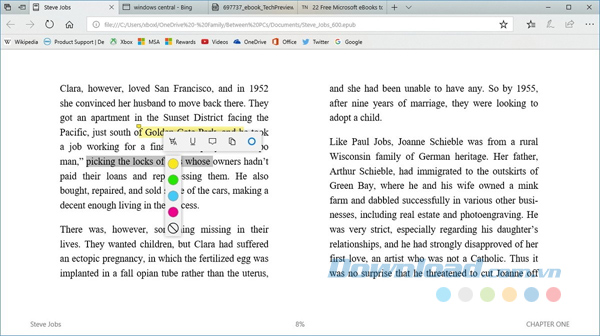 Steve Jobs
windows central - Bing
697737_ebook_TechPreview
22 Free Microsoft eBooks to
file:///C:/Users/xboxl/OneDrive%20-%20Family/Between%20PCs/Documents/Steve_Jobs_600.epub
Wikipedia Product Support | De Xbox MSA Rewards OneDrive Office Twitter Google
Clara, however, loved San Francisco, and in 1952
she convinced her husband to move back there. They
got an apartment in the Sunset District facing the
Pacific, just south of Golden Gate Park, and he took
a job working for a
man,” picking the locks of whose owners hadn’t
paid their loans and them. He also
bought, repaired, and sold of the cars, making a
decent enough living in the
There was, however, missing in their
lives. They wanted children, but Clara had suffered
an ectopic pregnancy, in which the fertilized egg was
implanted in a fall opian tube rather than the uterus,
and she had been unable to have any. So by 1955,
after nine years of marriage, they were looking to
adopt a child.
Like Paul Jobs, Joanne Schieble was from a rural
Wisconsin family of German heritage. Her father,
Arthur Schieble, had immigrated to the outskirts of
Green Bay, where he and his wife owned a mink
farm and dabbled successfully in various other busi-
nesses, including real estate and photoengraving. He
was very strict, especially regarding his daughter’s
relationships, and he had strongly disapproved of her
first love, an artist who was not a Catholic. Thus it
was no surprise that he threatened to cut Joanne off
Download.com.vn
Steve Jobs
8%
CHAPTER ONE